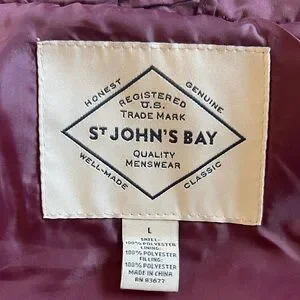 HONEST
GENUINE
REGISTERED
U.S.
TRADE MARK
ST JOHN'S BAY
QUALITY
MENSWEAR
WELL-MADE
CLASSIC
L
SHELL:
100% POLYESTER
LINING:
100% POLYESTER
FILLING:
100% POLYESTER
MADE IN CHINA
RN 93677